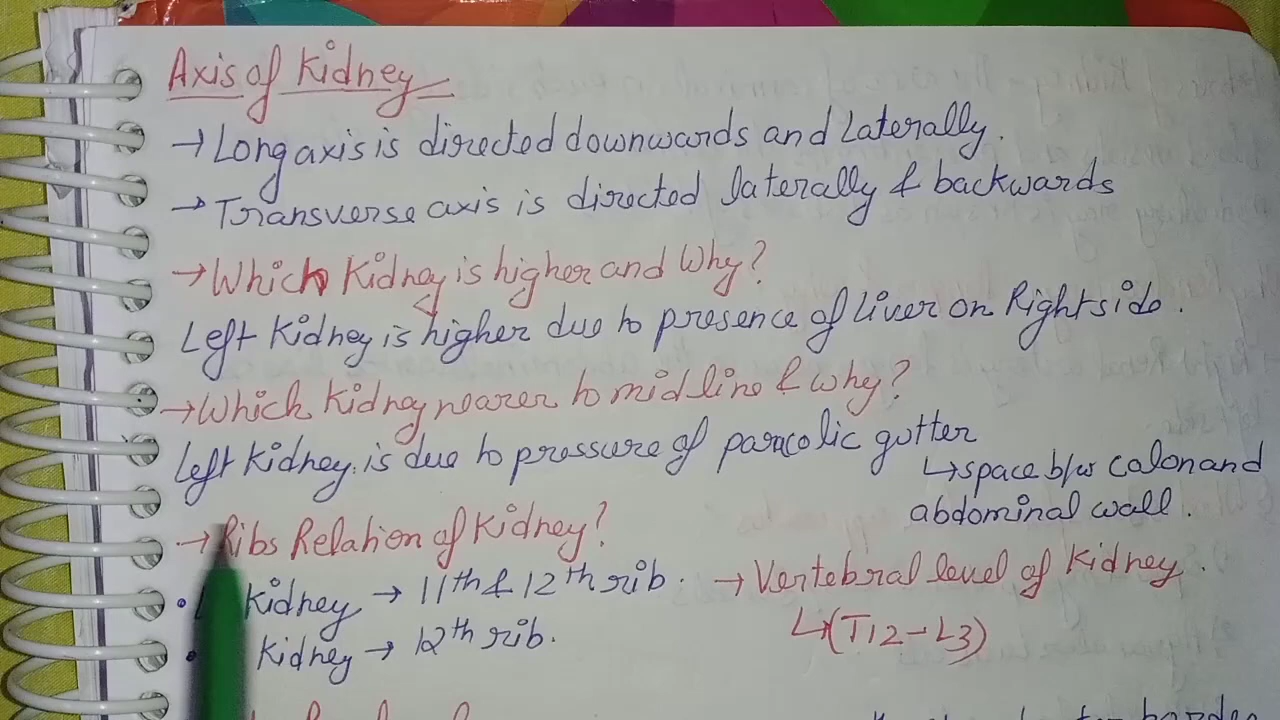 Axis of Kidney
→ Long axis is directed downwards and Laterally.
→ Transverse axis is directed laterally & backwards
→ Which Kidney is higher and Why?
Left Kidney is higher due to presence of Liver on Right side.
→ Which Kidney nearer to midline & why?
Left Kidney. is due to pressure of paracolic gutter
↳ space b/w Colon and
abdominal wall.
→ Ribs Relation of Kidney?
• Kidney → 11th & 12th rib.
• Kidney → 12th rib.
→ Vertebral level of Kidney.
↳ (T12-L3)